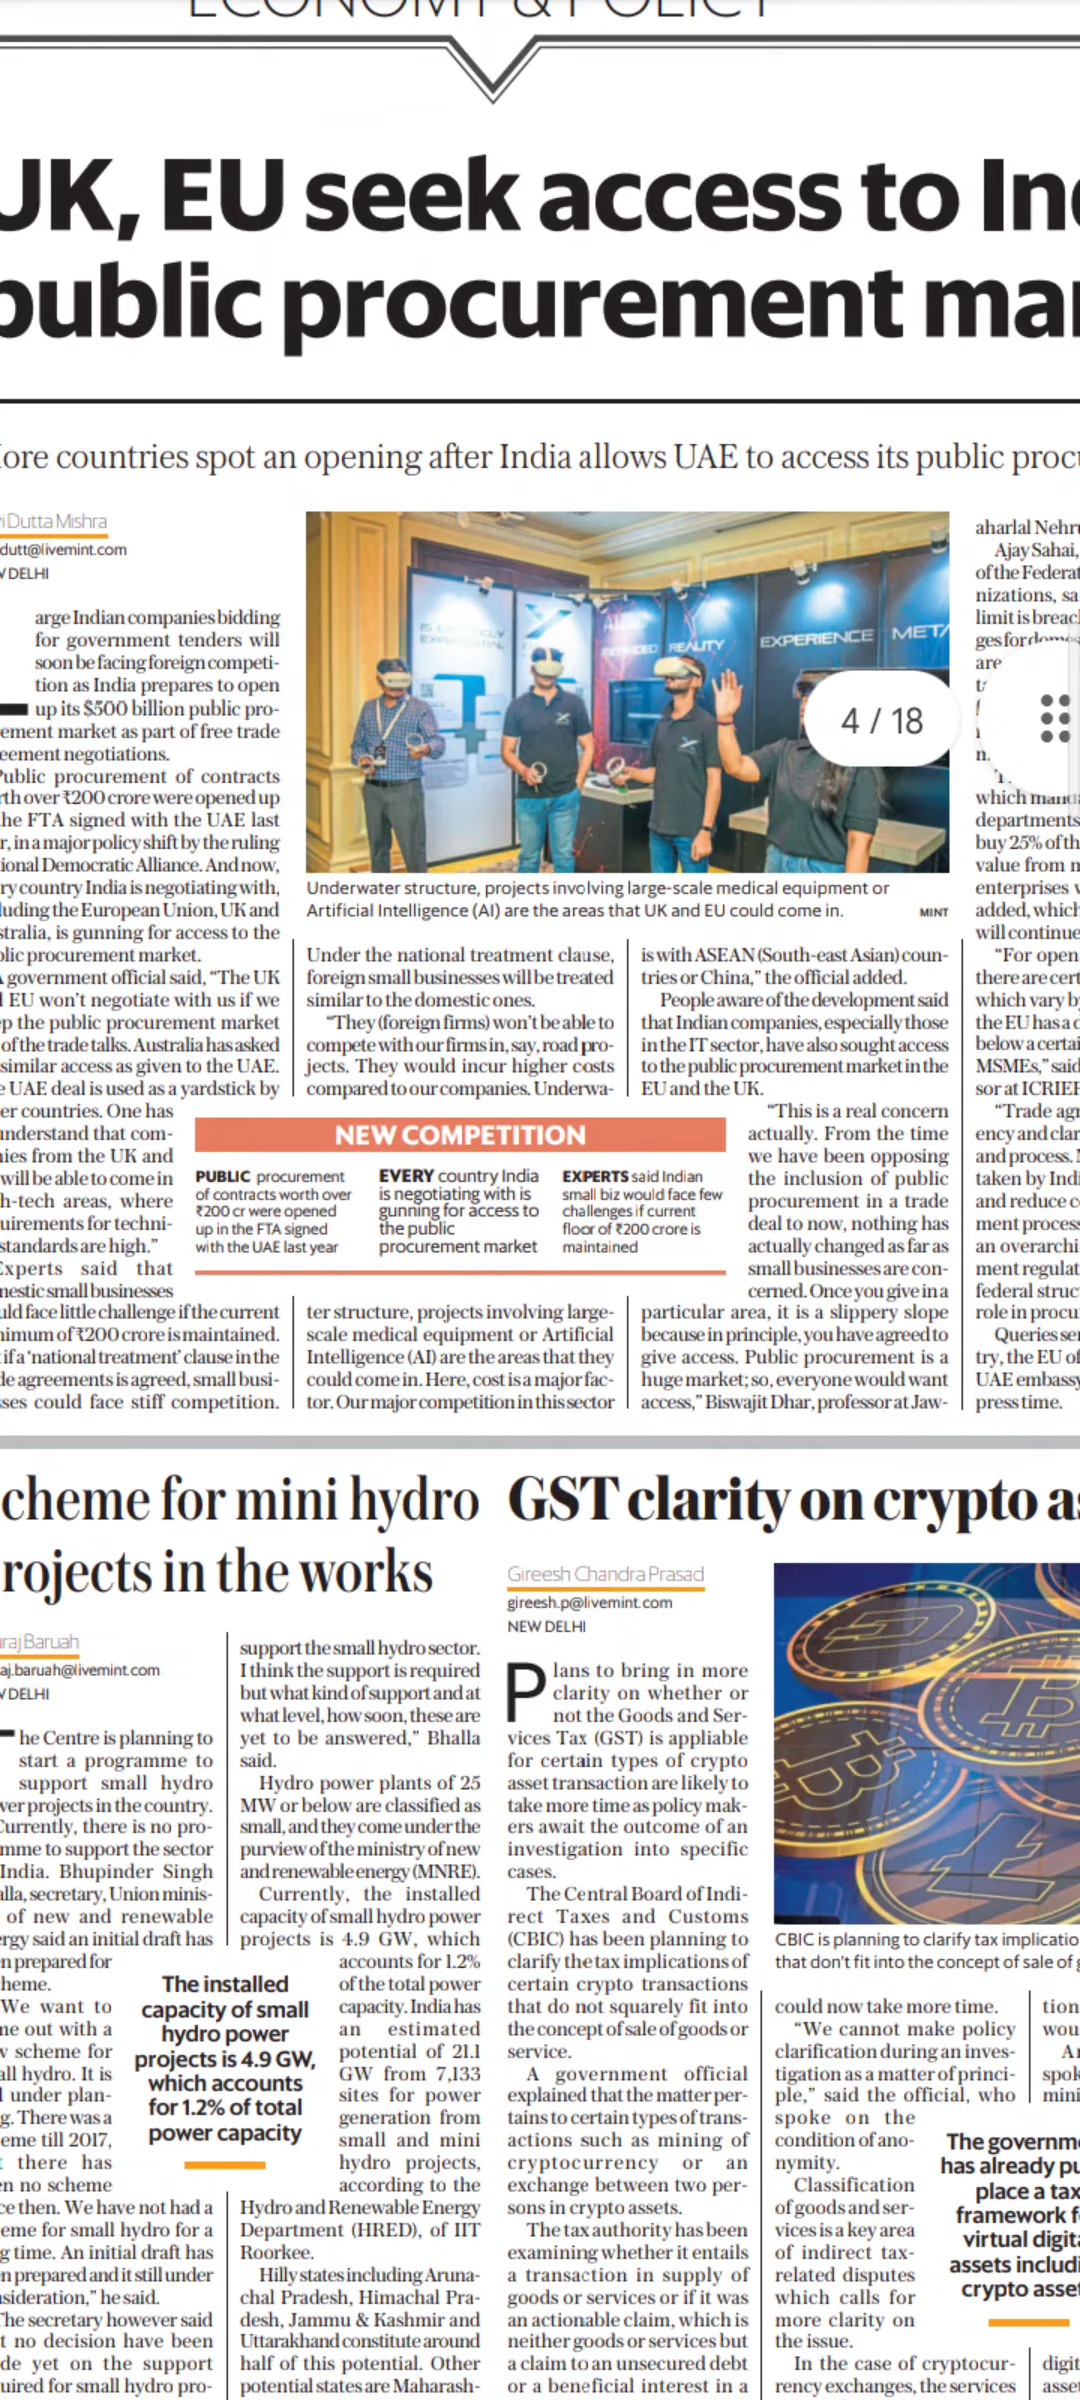 ECONOMY & POLICY
UK, EU seek access to
public procurement
ore countries spot an opening after India allows UAE to access its public
Dutta Mishra
dutt@livemint.com
DELHI
arge Indian companies bidding
for government tenders will
soon be facing foreign competi-
tion as India prepares to open
up its $500 billion public pro-
ement market as part of free trade
eement negotiations.
Public procurement of contracts
rth over ₹200 crore were opened up
he FTA signed with the UAE last
r, in a major policy shift by the ruling
ional Democratic Alliance. And now,
ry country India is negotiating with,
luding the European Union, UK and
stralia, is gunning for access to the
blic procurement market.
government official said, “The UK
EU won’t negotiate with us if we
p the public procurement market
of the trade talks. Australia has asked
similar access as given to the UAE.
e UAE deal is used as a yardstick by
er countries. One has
understand that com-
nies from the UK and
will be able to come in
h-tech areas, where
uirements for techni-
standards are high.”
Experts said that
mestic small businesses
uld face little challenge if the current
nimum of ₹200 crore is maintained.
if a ‘national treatment’ clause in the
de agreements is agreed, small busi-
sses could face stiff competition.
IS
EXPERIENTIAL
AI
EXTENDED REALITY
EXPERIENCE META
4 / 18
Underwater structure, projects involving large-scale medical equipment or
Artificial Intelligence (AI) are the areas that UK and EU could come in.
MINT
Under the national treatment clause,
foreign small businesses will be treated
similar to the domestic ones.
“They (foreign firms) won’t be able to
compete with our firms in, say, road pro-
jects. They would incur higher costs
compared to our companies. Underwa-
NEW COMPETITION
PUBLIC procurement
of contracts worth over
₹200 cr were opened
up in the FTA signed
with the UAE last year
EVERY country India
is negotiating with is
gunning for access to
the public
procurement market
EXPERTS said Indian
small biz would face few
challenges if current
floor of ₹200 crore is
maintained
ter structure, projects involving large-
scale medical equipment or Artificial
Intelligence (AI) are the areas that they
could come in. Here, cost is a major fac-
tor. Our major competition in this sector
is with ASEAN (South-east Asian) coun-
tries or China,” the official added.
People aware of the development said
that Indian companies, especially those
in the IT sector, have also sought access
to the public procurement market in the
EU and the UK.
“This is a real concern
actually. From the time
we have been opposing
the inclusion of public
procurement in a trade
deal to now, nothing has
actually changed as far as
small businesses are con-
cerned. Once you give in a
particular area, it is a slippery slope
because in principle, you have agreed to
give access. Public procurement is a
huge market; so, everyone would want
access,” Biswajit Dhar, professor at Jaw-
aharlal Nehru
Ajay Sahai,
of the Federat
nizations, sa
limit is breac
ges for domes
are
which manda
departments
buy 25% of th
value from m
enterprises
added, which
will continue
“For open
there are cert
which vary by
the EU has a
below a certai
MSMEs,” said
sor at ICRIER
“Trade agr
ency and clar
and process.
taken by Indi
and reduce c
ment process
an overarchi
ment regulat
federal struc
role in procu
Queries sen
try, the EU of
UAE embassy
press time.
cheme for mini hydro
rojects in the works
raj Baruah
aj.baruah@livemint.com
DELHI
he Centre is planning to
start a programme to
support small hydro
wer projects in the country.
Currently, there is no pro-
mme to support the sector
India. Bhupinder Singh
alla, secretary, Union minis-
of new and renewable
ergy said an initial draft has
n prepared for
heme.
“We want to
me out with a
w scheme for
all hydro. It is
under plan-
g. There was a
eme till 2017,
t there has
en no scheme
ce then. We have not had a
eme for small hydro for a
g time. An initial draft has
n prepared and it still under
nsideration,” he said.
The secretary however said
t no decision have been
de yet on the support
uired for small hydro pro-
The installed
capacity of small
hydro power
projects is 4.9 GW,
which accounts
for 1.2% of total
power capacity
support the small hydro sector.
I think the support is required
but what kind of support and at
what level, how soon, these are
yet to be answered,” Bhalla
said.
Hydro power plants of 25
MW or below are classified as
small, and they come under the
purview of the ministry of new
and renewable energy (MNRE).
Currently, the installed
capacity of small hydro power
projects is 4.9 GW, which
accounts for 1.2%
of the total power
capacity. India has
an estimated
potential of 21.1
GW from 7,133
sites for power
generation from
small and mini
hydro projects,
according to the
Hydro and Renewable Energy
Department (HRED), of IIT
Roorkee.
Hilly states including Aruna-
chal Pradesh, Himachal Pra-
desh, Jammu & Kashmir and
Uttarakhand constitute around
half of this potential. Other
potential states are Maharash-
GST clarity on crypto
Gireesh Chandra Prasad
gireesh.p@livemint.com
NEW DELHI
Plans to bring in more
clarity on whether or
not the Goods and Ser-
vices Tax (GST) is appliable
for certain types of crypto
asset transaction are likely to
take more time as policy mak-
ers await the outcome of an
investigation into specific
cases.
The Central Board of Indi-
rect Taxes and Customs
(CBIC) has been planning to
clarify the tax implications of
certain crypto transactions
that do not squarely fit into
the concept of sale of goods or
service.
A government official
explained that the matter per-
tains to certain types of trans-
actions such as mining of
cryptocurrency or an
exchange between two per-
sons in crypto assets.
The tax authority has been
examining whether it entails
a transaction in supply of
goods or services or if it was
an actionable claim, which is
neither goods or services but
a claim to an unsecured debt
or a beneficial interest in a
CBIC is planning to clarify tax implicatio
that don’t fit into the concept of sale of g
could now take more time.
“We cannot make policy
clarification during an inves-
tigation as a matter of princi-
ple,” said the official, who
spoke on the
condition of ano-
nymity.
Classification
of goods and ser-
vices is a key area
of indirect tax-
related disputes
which calls for
more clarity on
the issue.
In the case of cryptocur-
rency exchanges, the services
The governme
has already pu
place a tax
framework f
virtual digita
assets includi
crypto asset
tion
wou
An
spok
mini
digit
asse